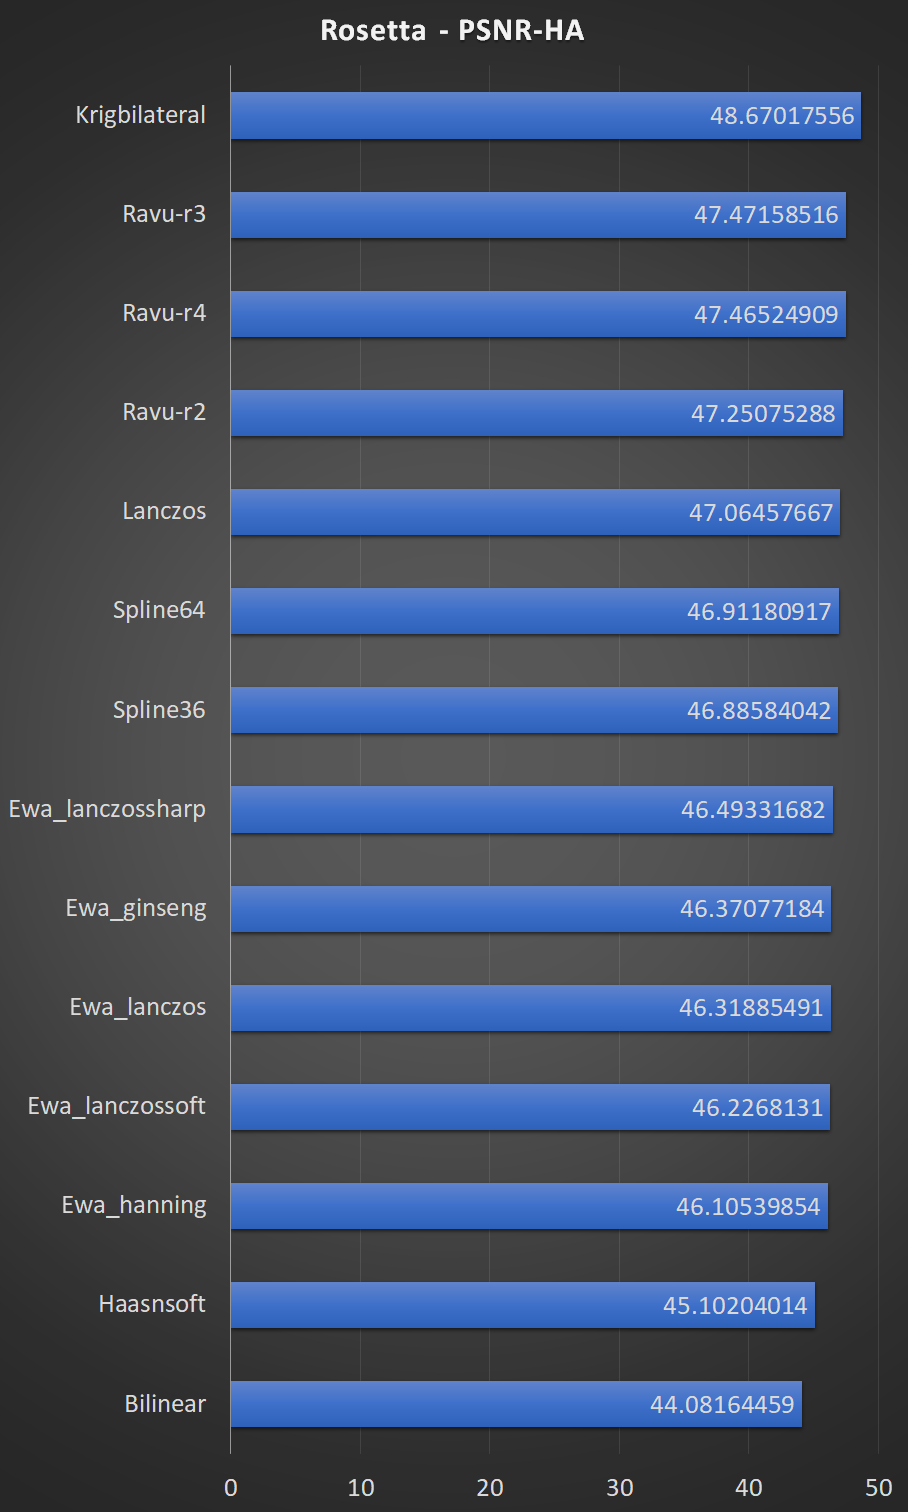 Rosetta - PSNR-HA
Krigbilateral 48.67017556
Ravu-r3 47.47158516
Ravu-r4 47.46524909
Ravu-r2 47.25075288
Lanczos 47.06457667
Spline64 46.91180917
Spline36 46.88584042
Ewa_lanczossharp 46.49331682
Ewa_ginseng 46.37077184
Ewa_lanczos 46.31885491
Ewa_lanczossoft 46.2268131
Ewa_hanning 46.10539854
Haasnsoft 45.10204014
Bilinear 44.08164459
0 10 20 30 40 50